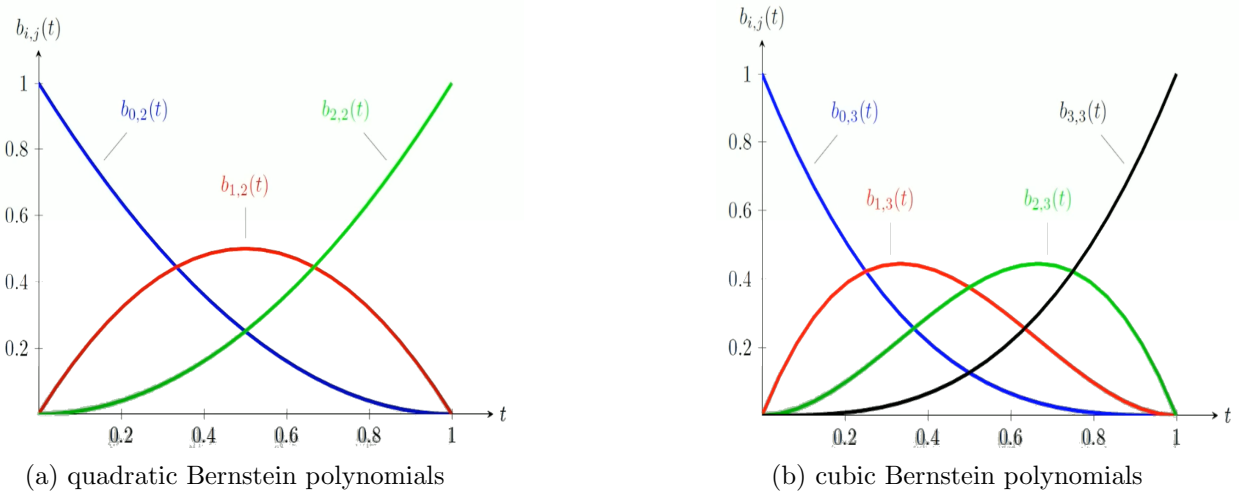 b_{i,j}(t)
1
0.8
0.6
0.4
0.2
b_{0,2}(t)
b_{2,2}(t)
b_{1,2}(t)
0.2 0.4 0.6 0.8 1
t
(a) quadratic Bernstein polynomials
b_{i,j}(t)
1
0.8
0.6
0.4
0.2
b_{0,3}(t)
b_{3,3}(t)
b_{1,3}(t)
b_{2,3}(t)
0.2 0.4 0.6 0.8 1
t
(b) cubic Bernstein polynomials